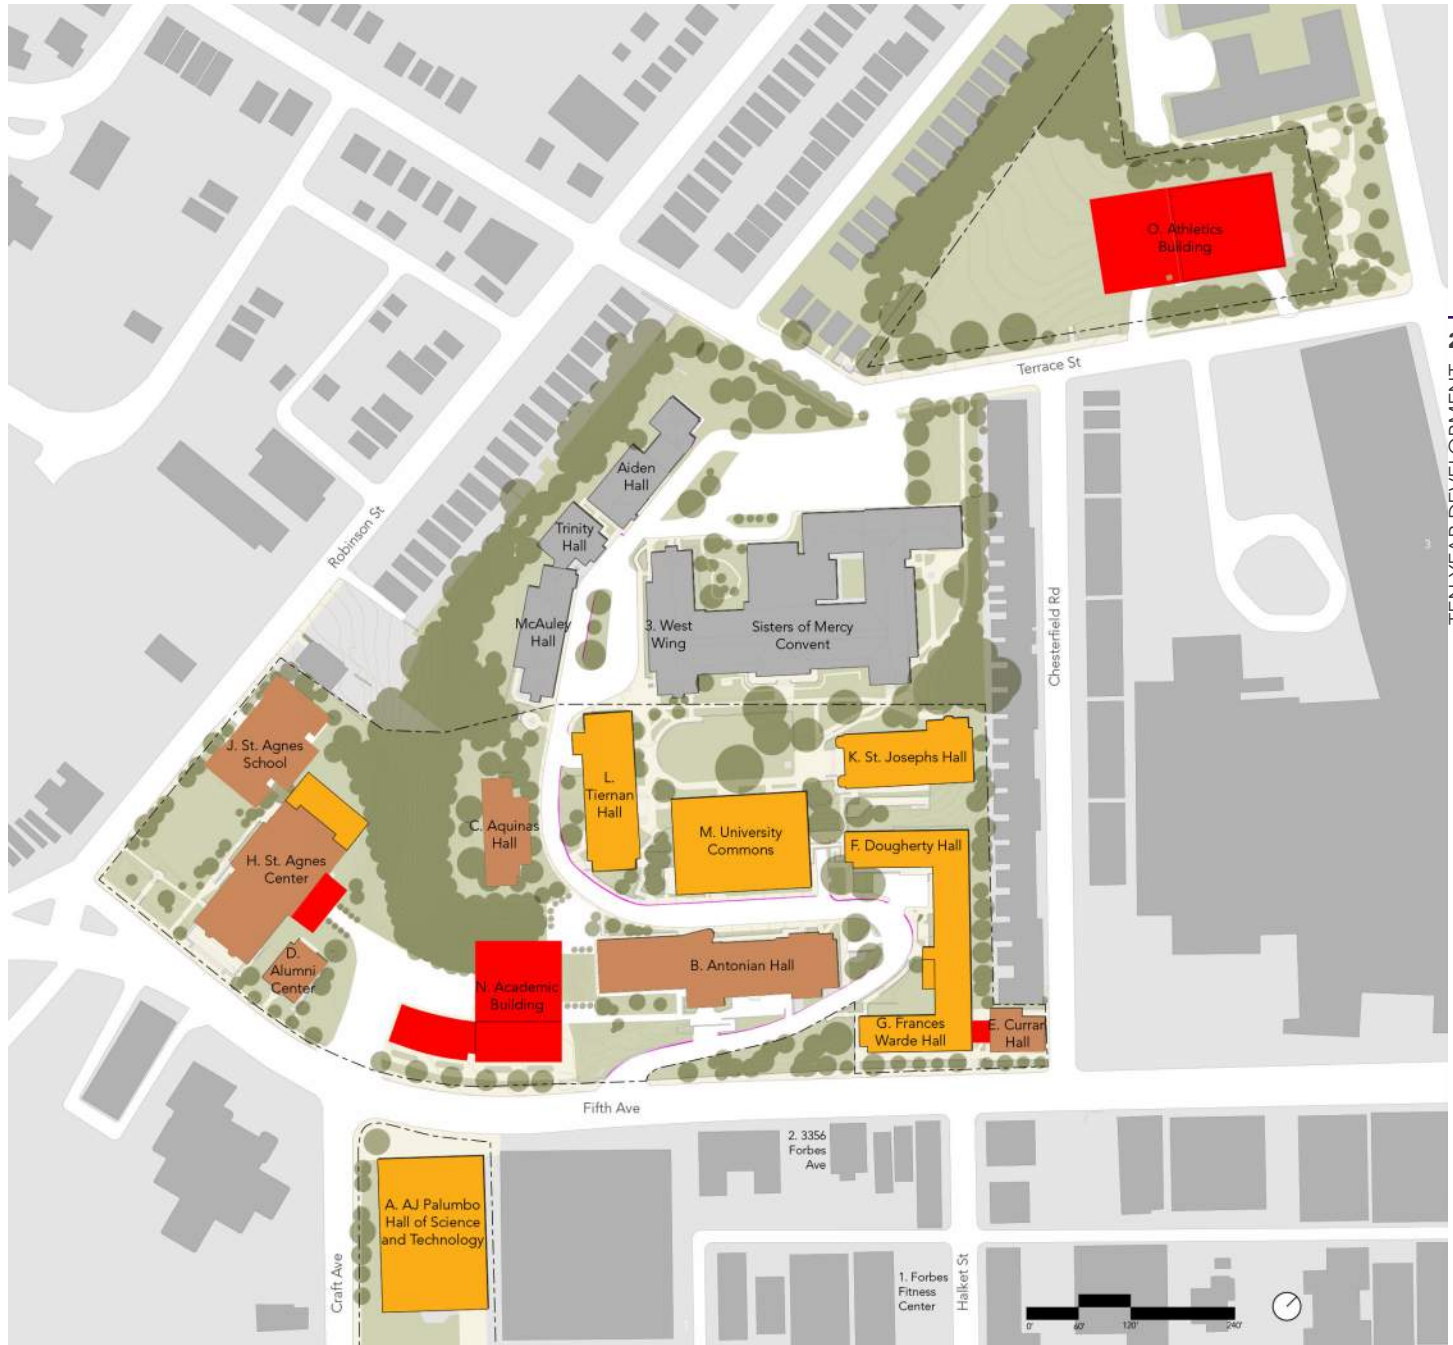 O. Athletics
Building
Terrace St
TEN YEAR DEVELOPMENT
Aiden
Hall
Trinity
Hall
Robinson St
3
McAuley
Hall
3. West
Wing
Sisters of Mercy
Convent
Chesterfield Rd
J. St. Agnes
School
K. St. Josephs Hall
L.
Tiernan
Hall
C. Aquinas
Hall
M. University
Commons
F. Dougherty Hall
H. St. Agnes
Center
D.
Alumni
Center
B. Antonian Hall
N. Academic
Building
G. Frances
Warde Hall
E. Curran
Hall
Fifth Ave
2. 3356
Forbes
Ave
A. AJ Palumbo
Hall of Science
and Technology
Craft Ave
1. Forbes
Fitness
Center
Halket St
0' 60' 120' 240'